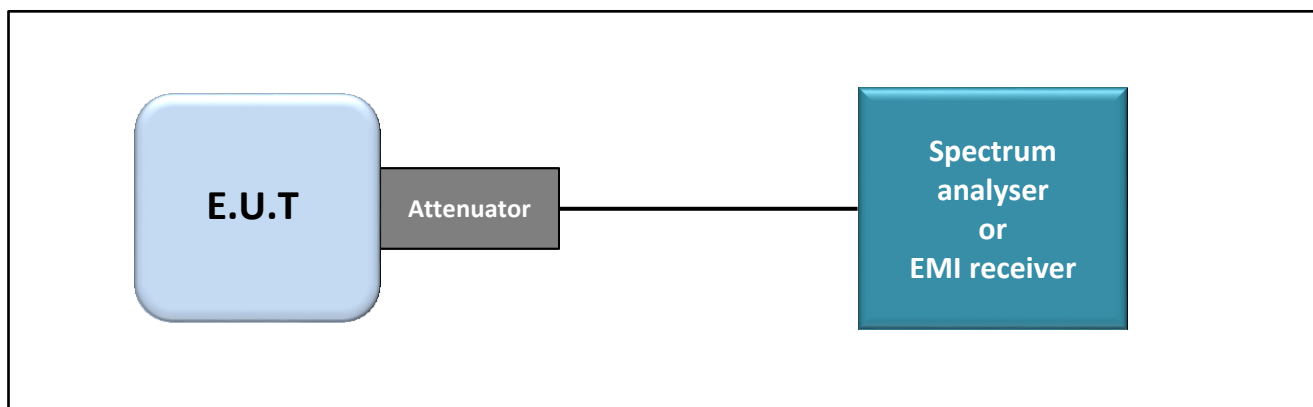 E.U.T
Attenuator
Spectrum
analyser
or
EMI receiver